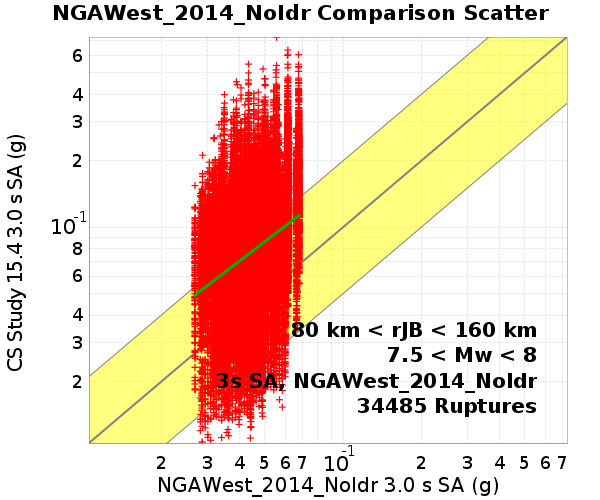 NGAWest_2014_NoIdr Comparison Scatter
CS Study 15.4 3.0 s SA (g)
6
4
3
2
10-1
8
6
4
3
2
80 km < rJB < 160 km
7.5 < Mw < 8
3s SA, NGAWest_2014_NoIdr
34485 Ruptures
2 3 4 5 6 7 10-1 2 3 4 5 6 7
NGAWest_2014_NoIdr 3.0 s SA (g)